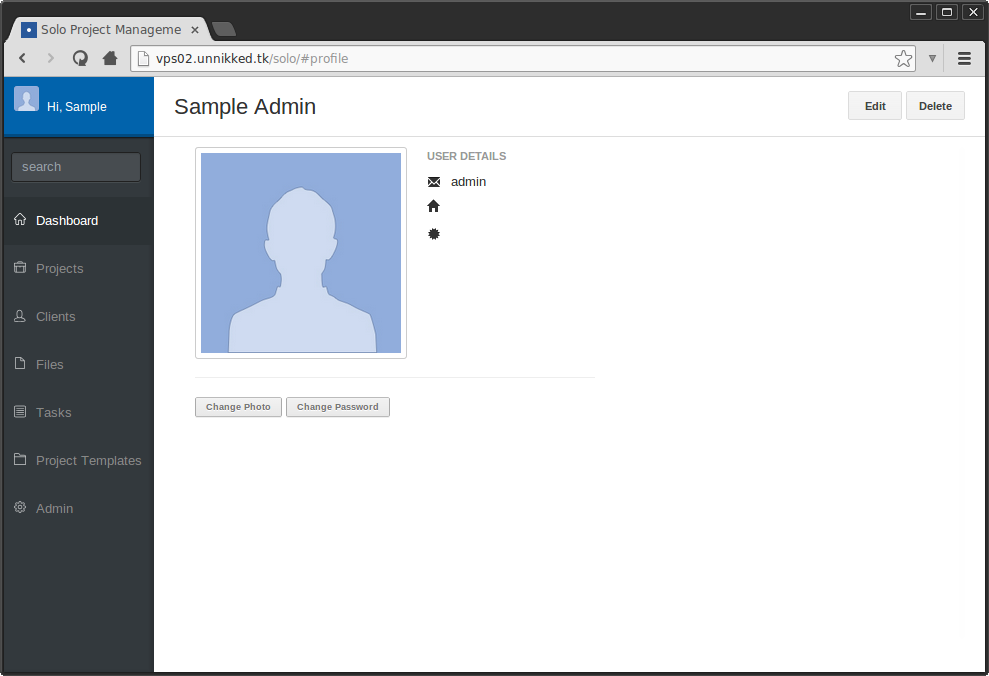 Solo Project Manageme
vps02.unnikked.tk/solo/#profile
Hi, Sample
Sample Admin
Edit
Delete
search
USER DETAILS
admin
Dashboard
Projects
Clients
Files
Tasks
Project Templates
Admin
Change Photo
Change Password